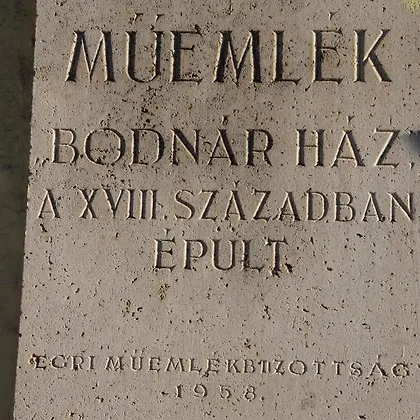 MŰEMLÉK
„BODNÁR HÁZ”
A XVIII. SZÁZADBAN
ÉPÜLT.
EGRI MŰEMLÉKBIZOTTSÁG
1958.